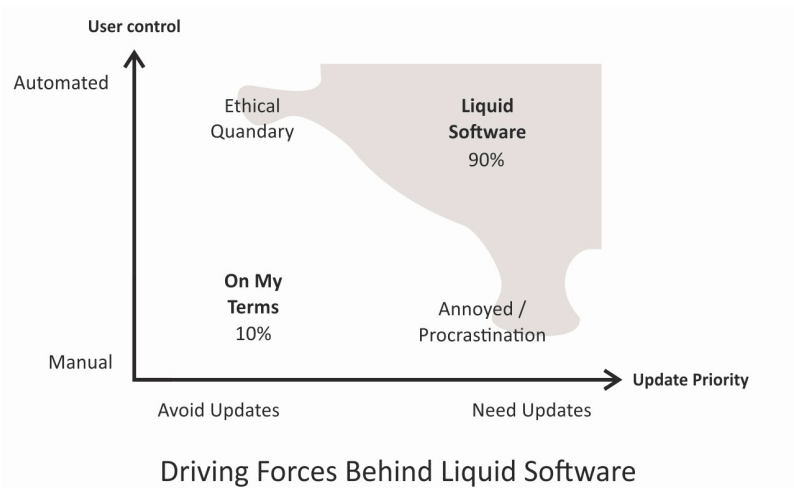 User control
Automated
Ethical
Quandary
Liquid
Software
90%
On My
Terms
10%
Annoyed /
Procrastination
Manual
Update Priority
Avoid Updates
Need Updates
Driving Forces Behind Liquid Software